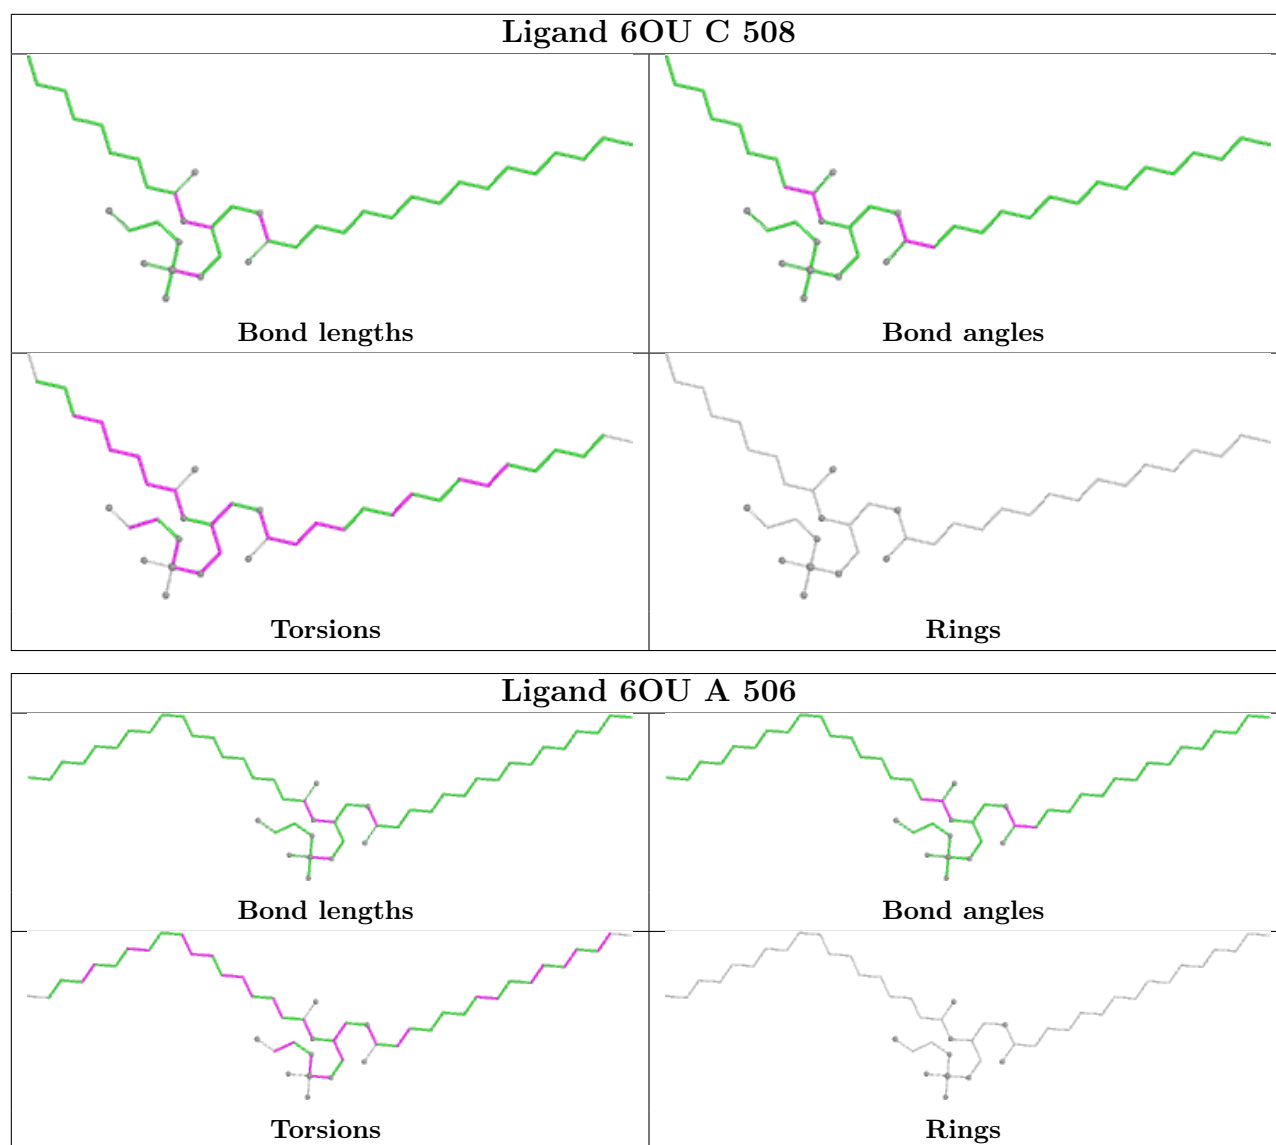 Ligand 6OU C 508
Bond lengths
Bond angles
Torsions
Rings
Ligand 6OU A 506
Bond lengths
Bond angles
Torsions
Rings